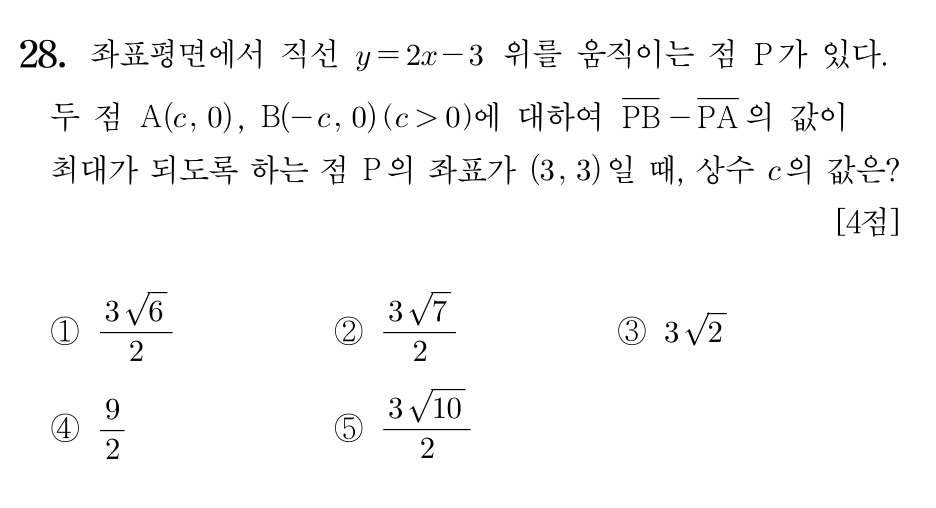 28. 좌표평면에서 직선 y=2x-3 위를 움직이는 점 P가 있다.
두 점 A(c, 0), B(-c, 0)(c>0)에 대하여 \overline{PB}-\overline{PA}의 값이
최대가 되도록 하는 점 P의 좌표가 (3, 3)일 때, 상수 c의 값은?
[4점]
① \frac{3\sqrt{6}}{2} ② \frac{3\sqrt{7}}{2} ③ 3\sqrt{2}
④ \frac{9}{2} ⑤ \frac{3\sqrt{10}}{2}